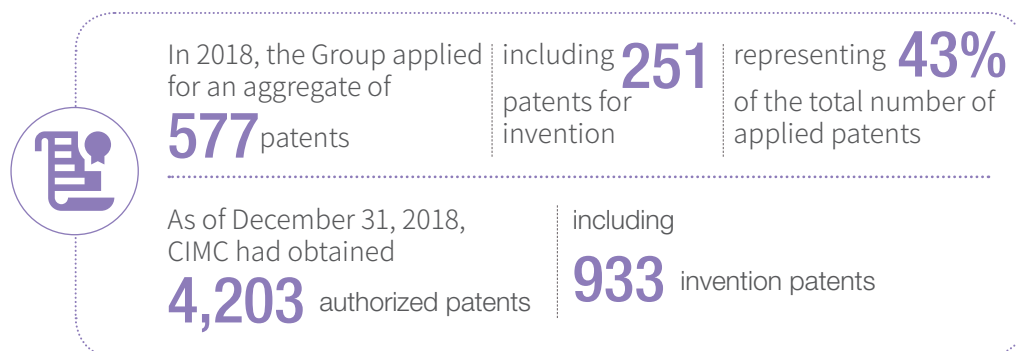 In 2018, the Group applied
for an aggregate of
577 patents
including 251
patents for
invention
representing 43%
of the total number of
applied patents
As of December 31, 2018,
CIMC had obtained
4,203 authorized patents
including
933 invention patents